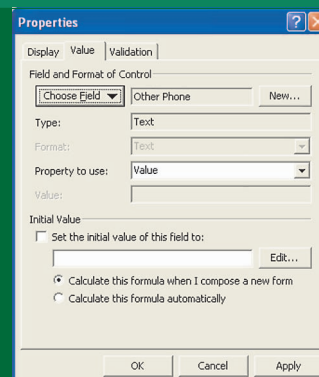 Properties
Display Value Validation
Field and Format of Control
Choose Field Other Phone New...
Type: Text
Format: Text
Property to use: Value
Value:
Initial Value
Set the initial value of this field to:
Edit...
Calculate this formula when I compose a new form
Calculate this formula automatically
OK Cancel Apply